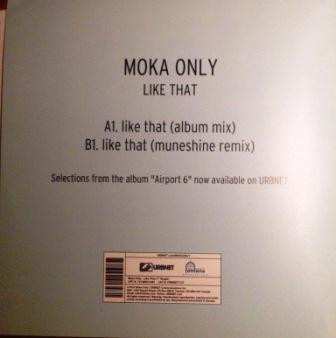 MOKA ONLY
LIKE THAT
A1. like that (album mix)
B1. like that (muneshine remix)
Selections from the album "Airport 6" now available on URBNET
URBNET